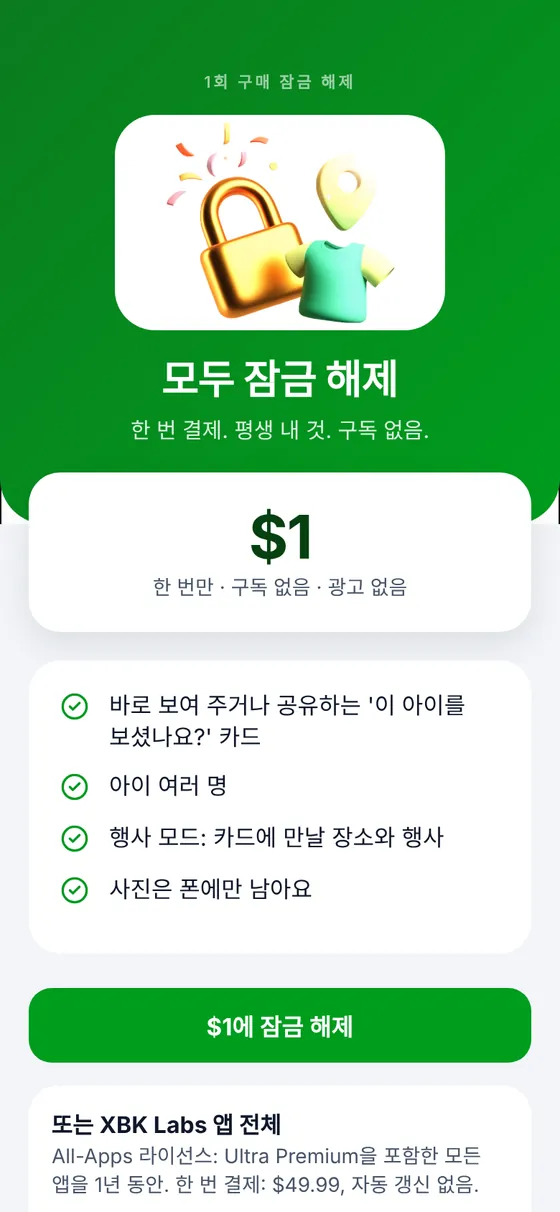 1회 구매 잠금 해제
모두 잠금 해제
한 번 결제. 평생 내 것. 구독 없음.
$1
한 번만 · 구독 없음 · 광고 없음
바로 보여 주거나 공유하는 '이 아이를
보셨나요?' 카드
아이 여러 명
행사 모드: 카드에 만날 장소와 행사
사진은 폰에만 남아요
$1에 잠금 해제
또는 XBK Labs 앱 전체
All-Apps 라이선스: Ultra Premium을 포함한 모든
앱을 1년 동안. 한 번 결제: $49.99, 자동 갱신 없음.